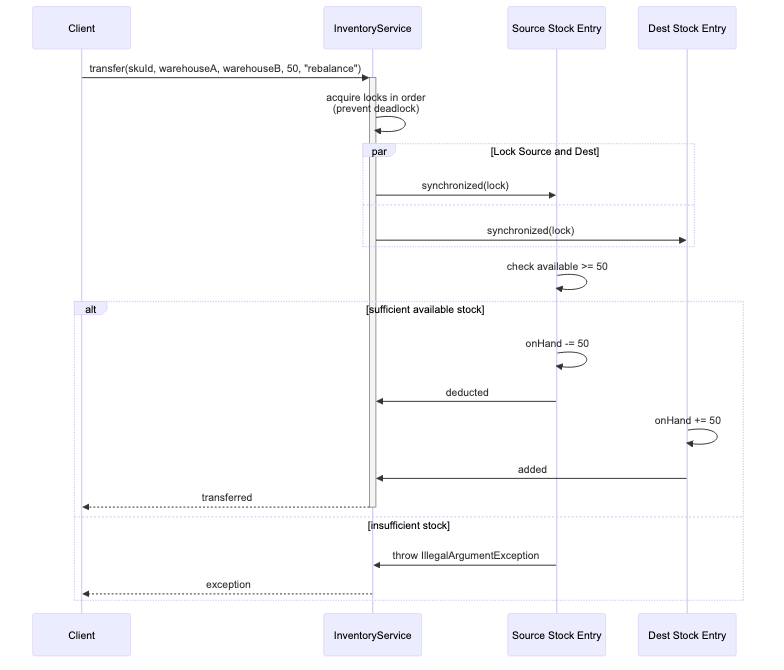 Client
InventoryService
Source Stock Entry
Dest Stock Entry
transfer(skuId, warehouseA, warehouseB, 50, "rebalance")
acquire locks in order
(prevent deadlock)
par
[Lock Source and Dest]
synchronized(lock)
synchronized(lock)
check available >= 50
alt
[sufficient available stock]
onHand -= 50
deducted
onHand += 50
added
transferred
[insufficient stock]
throw IllegalArgumentException
exception
Client
InventoryService
Source Stock Entry
Dest Stock Entry